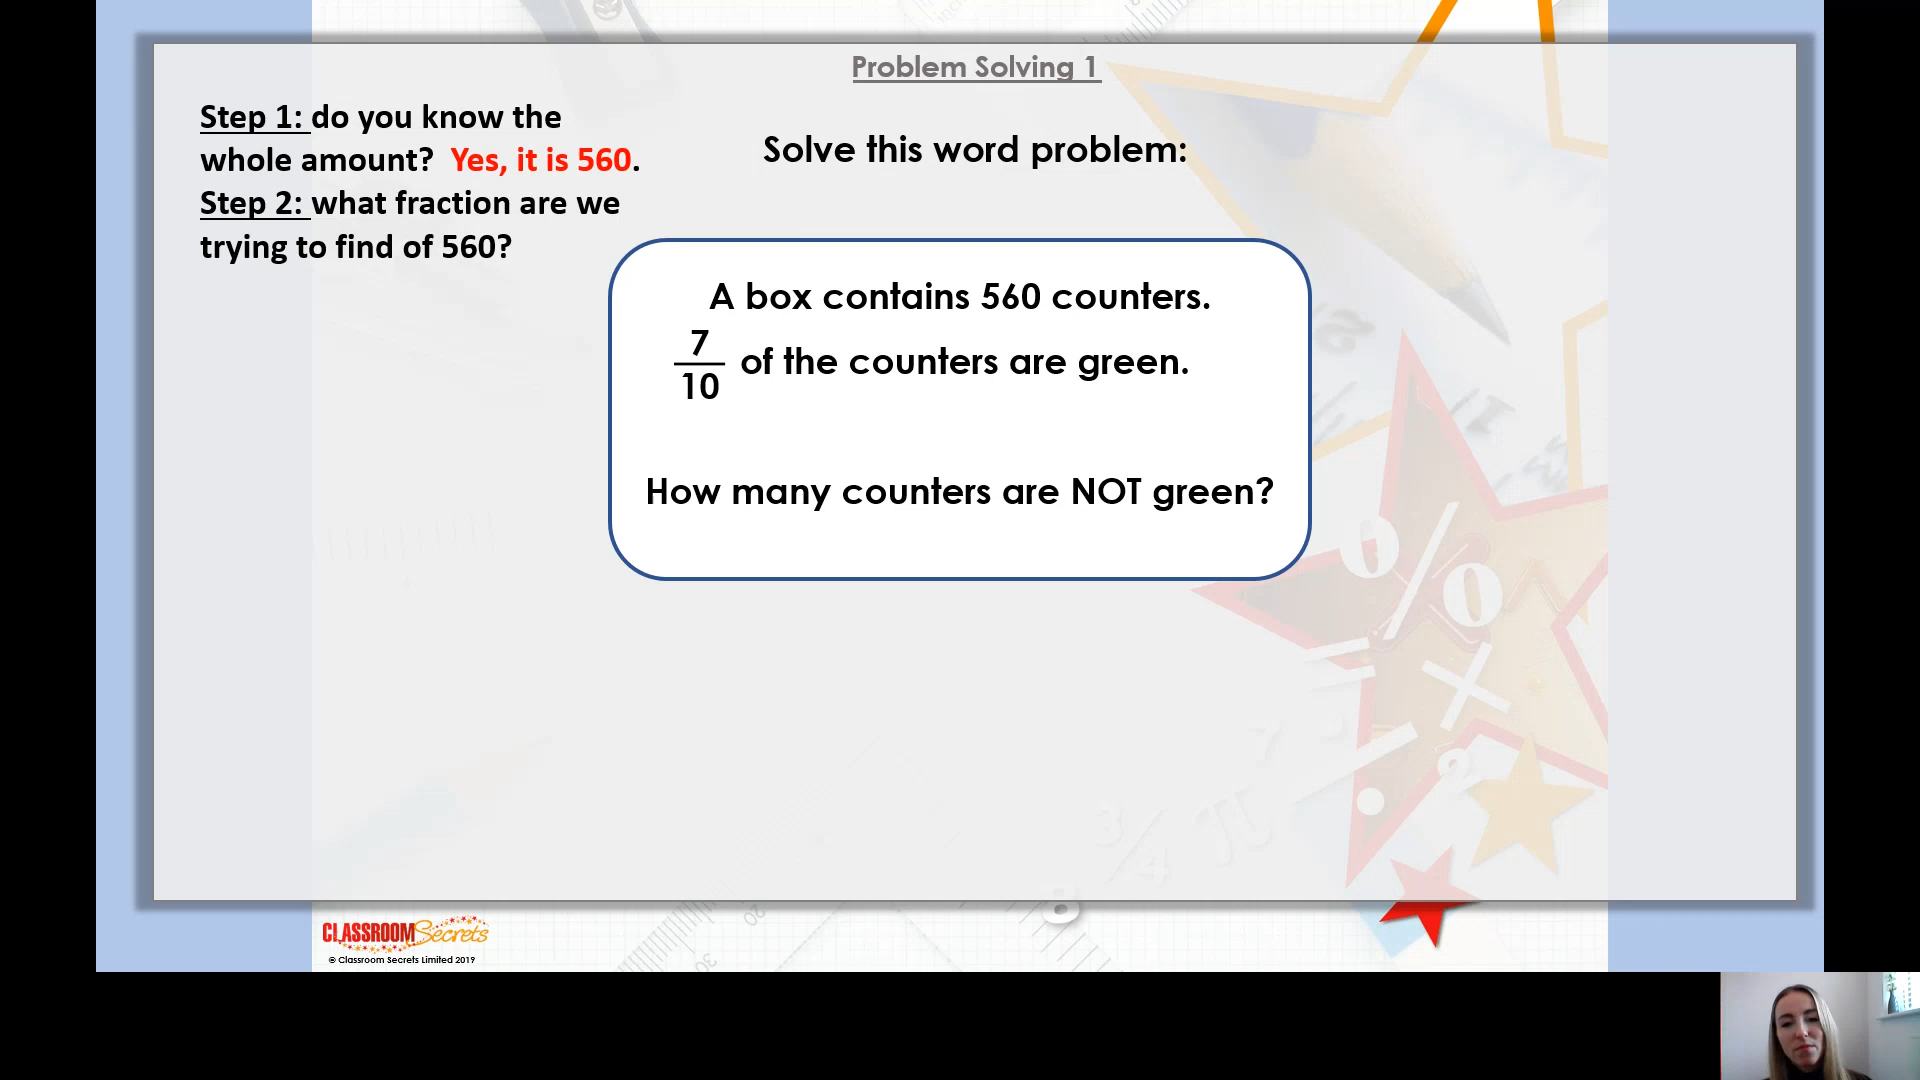 Problem Solving 1
Step 1: do you know the
whole amount? Yes, it is 560.
Step 2: what fraction are we
trying to find of 560?
Solve this word problem:
A box contains 560 counters.
7
10
of the counters are green.
How many counters are NOT green?
CLASSROOM Secrets
© Classroom Secrets Limited 2019